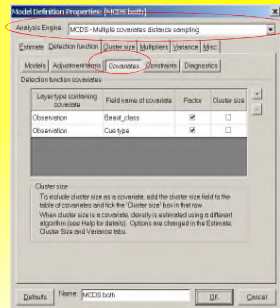 Model Definition Properties: [MCDS both]
Analysis Engine: MCDS - Multiple covariates distance sampling
Estimate Detection function Cluster size Multipliers Variance Misc.
Models Adjustment terms Covariates Constraints Diagnostics
Detection function covariates
Layer type containing covariate Field name of covariate Factor Cluster size
Observation Beaut_class
Observation Cue type
Cluster size
To include cluster size as a covariate, add the cluster size field to the
table of covariates and tick the 'Cluster size' box in that row.
When cluster size is a covariate, density is estimated using a different
algorithm (see Help for details). Options are changed in the Estimate,
Cluster Size and Variance tabs.
Defaults Name: MCDS both OK Cancel